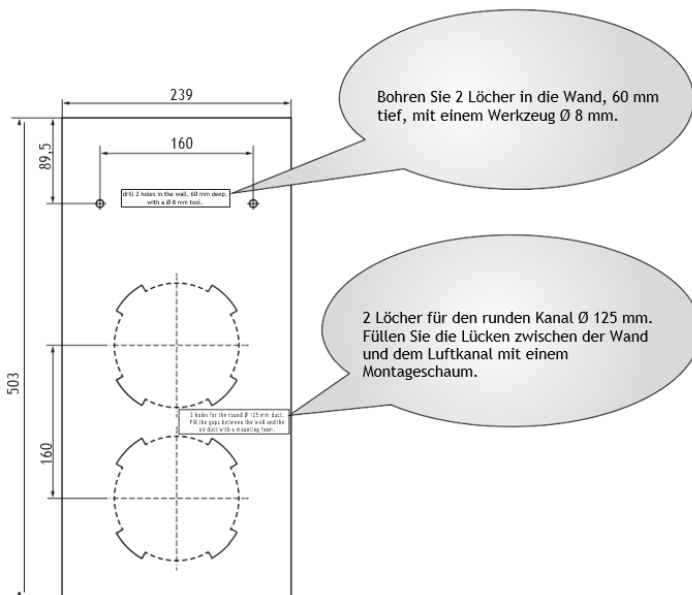 239
Bohren Sie 2 Löcher in die Wand, 60 mm
tief, mit einem Werkzeug Ø 8 mm.
89,5
160
drill 2 holes in the wall, 60 mm deep,
with a Ø 8 mm tool.
2 Löcher für den runden Kanal Ø 125 mm.
Füllen Sie die Lücken zwischen der Wand
und dem Luftkanal mit einem
Montageschaum.
503
2 holes for the round Ø 125 mm duct.
Fill the gaps between the wall and the
air duct with a mounting foam.
160